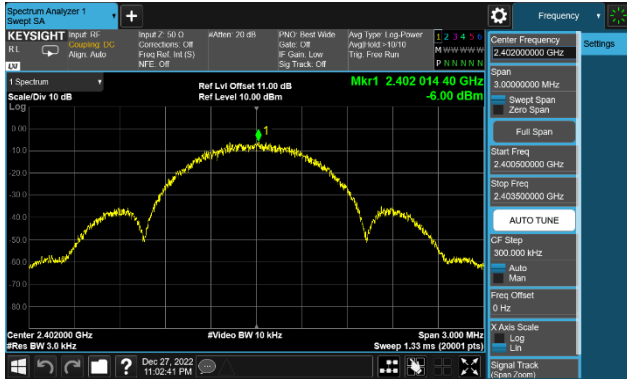 Spectrum Analyzer 1
Swept SA
Frequency
KEYSIGHT Input: RF Input Z: 50 Ω #Atten: 20 dB PNO: Best Wide Avg Type: Log-Power 1 2 3 4 5 6
R L Coupling: DC Corrections: Off Gate: Off Avg|Hold:>10/10 M W W W W W
Align: Auto Freq Ref: Int (S) IF Gain: Low Trig: Free Run P N N N N N
LXI NFE: Off Sig Track: Off
1 Spectrum
Scale/Div 10 dB
Ref Lvl Offset 11.00 dB
Ref Level 10.00 dBm
Mkr1 2.402 014 40 GHz
-6.00 dBm
Log
1
0.00
-10.0
-20.0
-30.0
-40.0
-50.0
-60.0
-70.0
-80.0
Center 2.402000 GHz #Video BW 10 kHz Span 3.000 MHz
#Res BW 3.0 kHz Sweep 1.33 ms (20001 pts)
Dec 27, 2022
11:02:41 PM
Center Frequency
2.402000000 GHz
Settings
Span
3.00000000 MHz
Swept Span
Zero Span
Full Span
Start Freq
2.400500000 GHz
Stop Freq
2.403500000 GHz
AUTO TUNE
CF Step
300.000 kHz
Auto
Man
Freq Offset
0 Hz
X Axis Scale
Log
Lin
Signal Track
(Span Zoom)